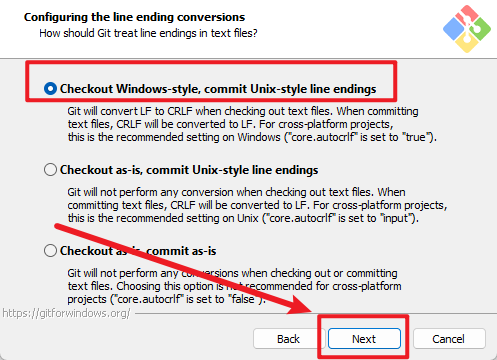 Configuring the line ending conversions
How should Git treat line endings in text files?
Checkout Windows-style, commit Unix-style line endings
Git will convert LF to CRLF when checking out text files. When committing
text files, CRLF will be converted to LF. For cross-platform projects,
this is the recommended setting on Windows ("core.autocrlf" is set to "true").
Checkout as-is, commit Unix-style line endings
Git will not perform any conversion when checking out text files. When
committing text files, CRLF will be converted to LF. For cross-platform projects,
this is the recommended setting on Unix ("core.autocrlf" is set to "input").
Checkout as-is, commit as-is
Git will not perform any conversions when checking out or committing
text files. Choosing this option is not recommended for cross-platform
projects ("core.autocrlf" is set to "false").
https://gitforwindows.org/
Back
Next
Cancel